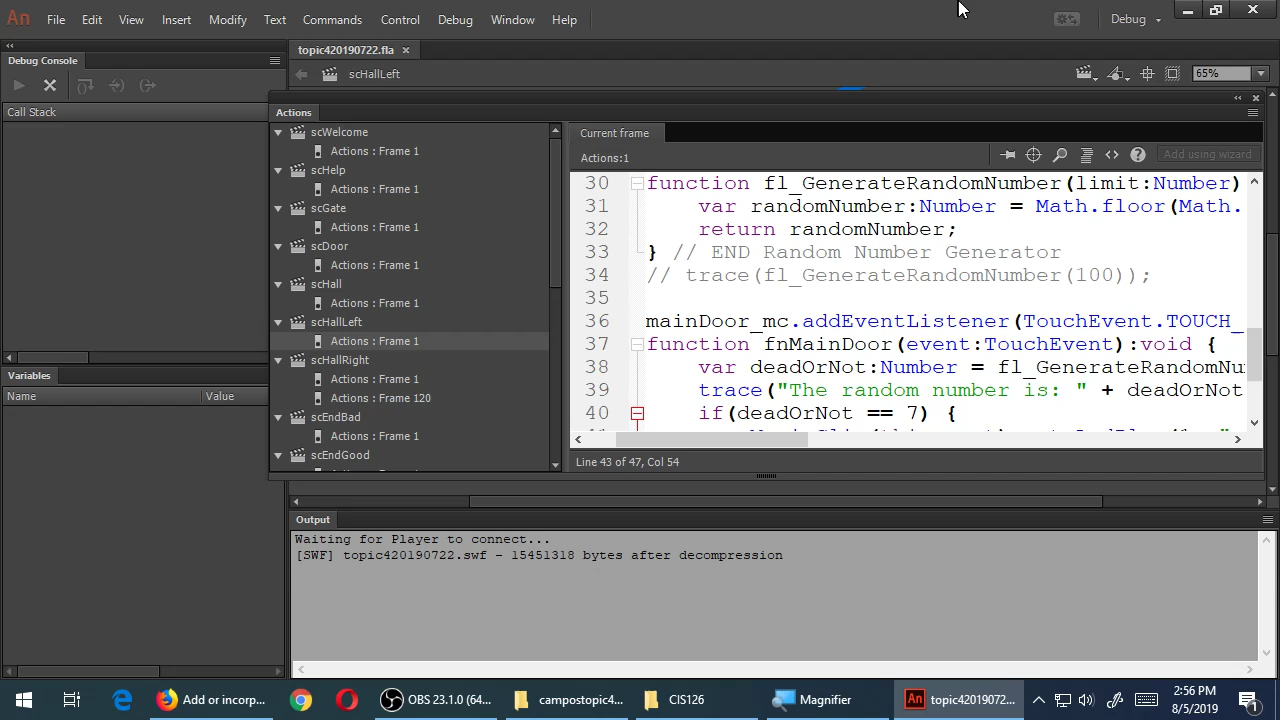 An File Edit View Insert Modify Text Commands Control Debug Window Help Debug
topic420190722.fla ×
Debug Console
scHallLeft 65%
Call Stack
Actions
scWelcome
Actions : Frame 1
scHelp
Actions : Frame 1
scGate
Actions : Frame 1
scDoor
Actions : Frame 1
scHall
Actions : Frame 1
scHallLeft
Actions : Frame 1
scHallRight
Actions : Frame 1
Actions : Frame 120
scEndBad
Actions : Frame 1
scEndGood
Current frame
Actions:1 Add using wizard
30 function fl_GenerateRandomNumber(limit:Number)
31 var randomNumber:Number = Math.floor(Math.
32 return randomNumber;
33 } // END Random Number Generator
34 // trace(fl_GenerateRandomNumber(100));
35
36 mainDoor_mc.addEventListener(TouchEvent.TOUCH_
37 function fnMainDoor(event:TouchEvent):void {
38 var deadOrNot:Number = fl_GenerateRandomNu
39 trace("The random number is: " + deadOrNot
40 if(deadOrNot == 7) {
Line 43 of 47, Col 54
Variables
Name Value
Output
Waiting for Player to connect...
[SWF] topic420190722.swf - 15451318 bytes after decompression
Add or incorp...
OBS 23.1.0 (64...
campostopic4...
CIS126
Magnifier
An topic42019072...
2:56 PM
8/5/2019
1